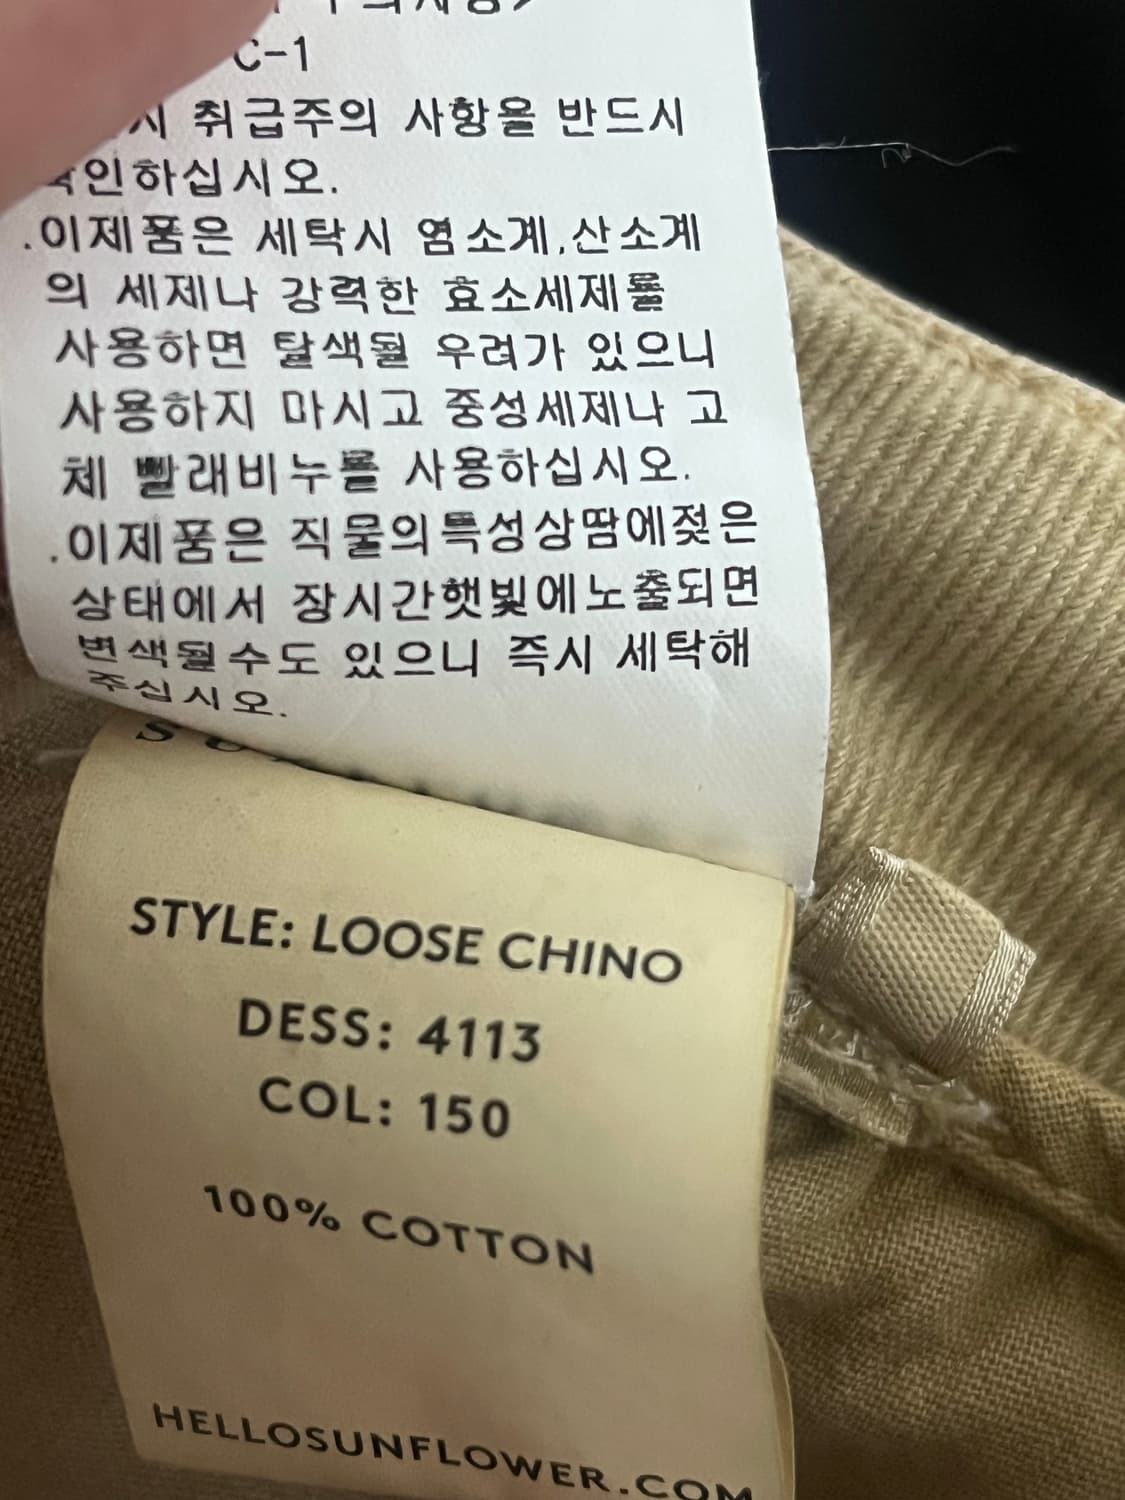 C-1
취급주의 사항을 반드시
확인하십시오.
.이제품은 세탁시 염소계,산소계
의 세제나 강력한 효소세제를
사용하면 탈색될 우려가 있으니
사용하지 마시고 중성세제나 고
체 빨래비누를 사용하십시오.
.이제품은 직물의특성상땀에젖은
상태에서 장시간햇빛에노출되면
변색될수도 있으니 즉시 세탁해
주십시오.
STYLE: LOOSE CHINO
DESS: 4113
COL: 150
100% COTTON
HELLOSUNFLOWER.COM